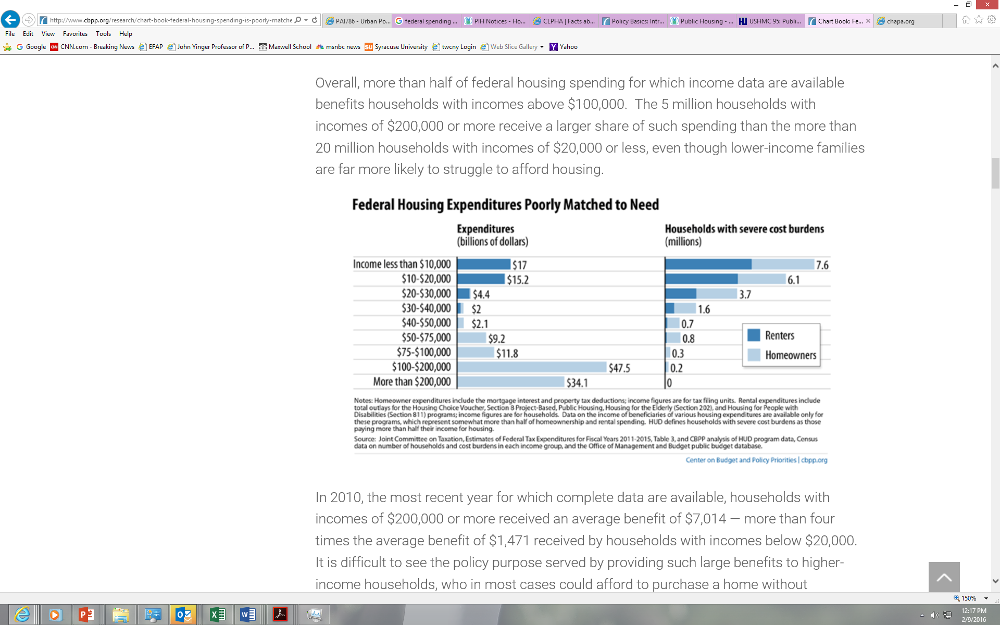 http://www.cbpp.org/research/chart-book-federal-housing-spending-is-poorly-matche
PAI786 - Urban Po...
federal spending ...
PIH Notices - Ho...
CLPHA | Facts ab...
Policy Basics: Intr...
Public Housing - ...
USHMC 95: Publi...
Chart Book: Fe...
chapa.org
File Edit View Favorites Tools Help
Google CNN CNN.com - Breaking News EFAP John Yinger Professor of P... Maxwell School msnbc news SU Syracuse University twcny Login Web Slice Gallery Yahoo
Overall, more than half of federal housing spending for which income data are available
benefits households with incomes above $100,000. The 5 million households with
incomes of $200,000 or more receive a larger share of such spending than the more than
20 million households with incomes of $20,000 or less, even though lower-income families
are far more likely to struggle to afford housing.
Federal Housing Expenditures Poorly Matched to Need
Expenditures
(billions of dollars)
Households with severe cost burdens
(millions)
Income less than $10,000 $17 7.6
$10-$20,000 $15.2 6.1
$20-$30,000 $4.4 3.7
$30-$40,000 $2 1.6
$40-$50,000 $2.1 0.7
$50-$75,000 $9.2 0.8
$75-$100,000 $11.8 0.3
$100-$200,000 $47.5 0.2
More than $200,000 $34.1 0
Renters
Homeowners
Notes: Homeowner expenditures include the mortgage interest and property tax deductions; income figures are for tax filing units. Rental expenditures include
total outlays for the Housing Choice Voucher, Section 8 Project-Based, Public Housing, Housing for the Elderly (Section 202), and Housing for People with
Disabilities (Section 811) programs; income figures are for households. Data on the income of beneficiaries of various housing expenditures are available only for
these programs, which represent somewhat more than half of homeownership and rental spending. HUD defines households with severe cost burdens as those
paying more than half their income for housing.
Source: Joint Committee on Taxation, Estimates of Federal Tax Expenditures for Fiscal Years 2011-2015, Table 3, and CBPP analysis of HUD program data, Census
data on number of households and cost burdens in each income group, and the Office of Management and Budget public budget database.
Center on Budget and Policy Priorities | cbpp.org
In 2010, the most recent year for which complete data are available, households with
incomes of $200,000 or more received an average benefit of $7,014 — more than four
times the average benefit of $1,471 received by households with incomes below $20,000.
It is difficult to see the policy purpose served by providing such large benefits to higher-
income households, who in most cases could afford to purchase a home without
150%
12:17 PM
2/9/2016